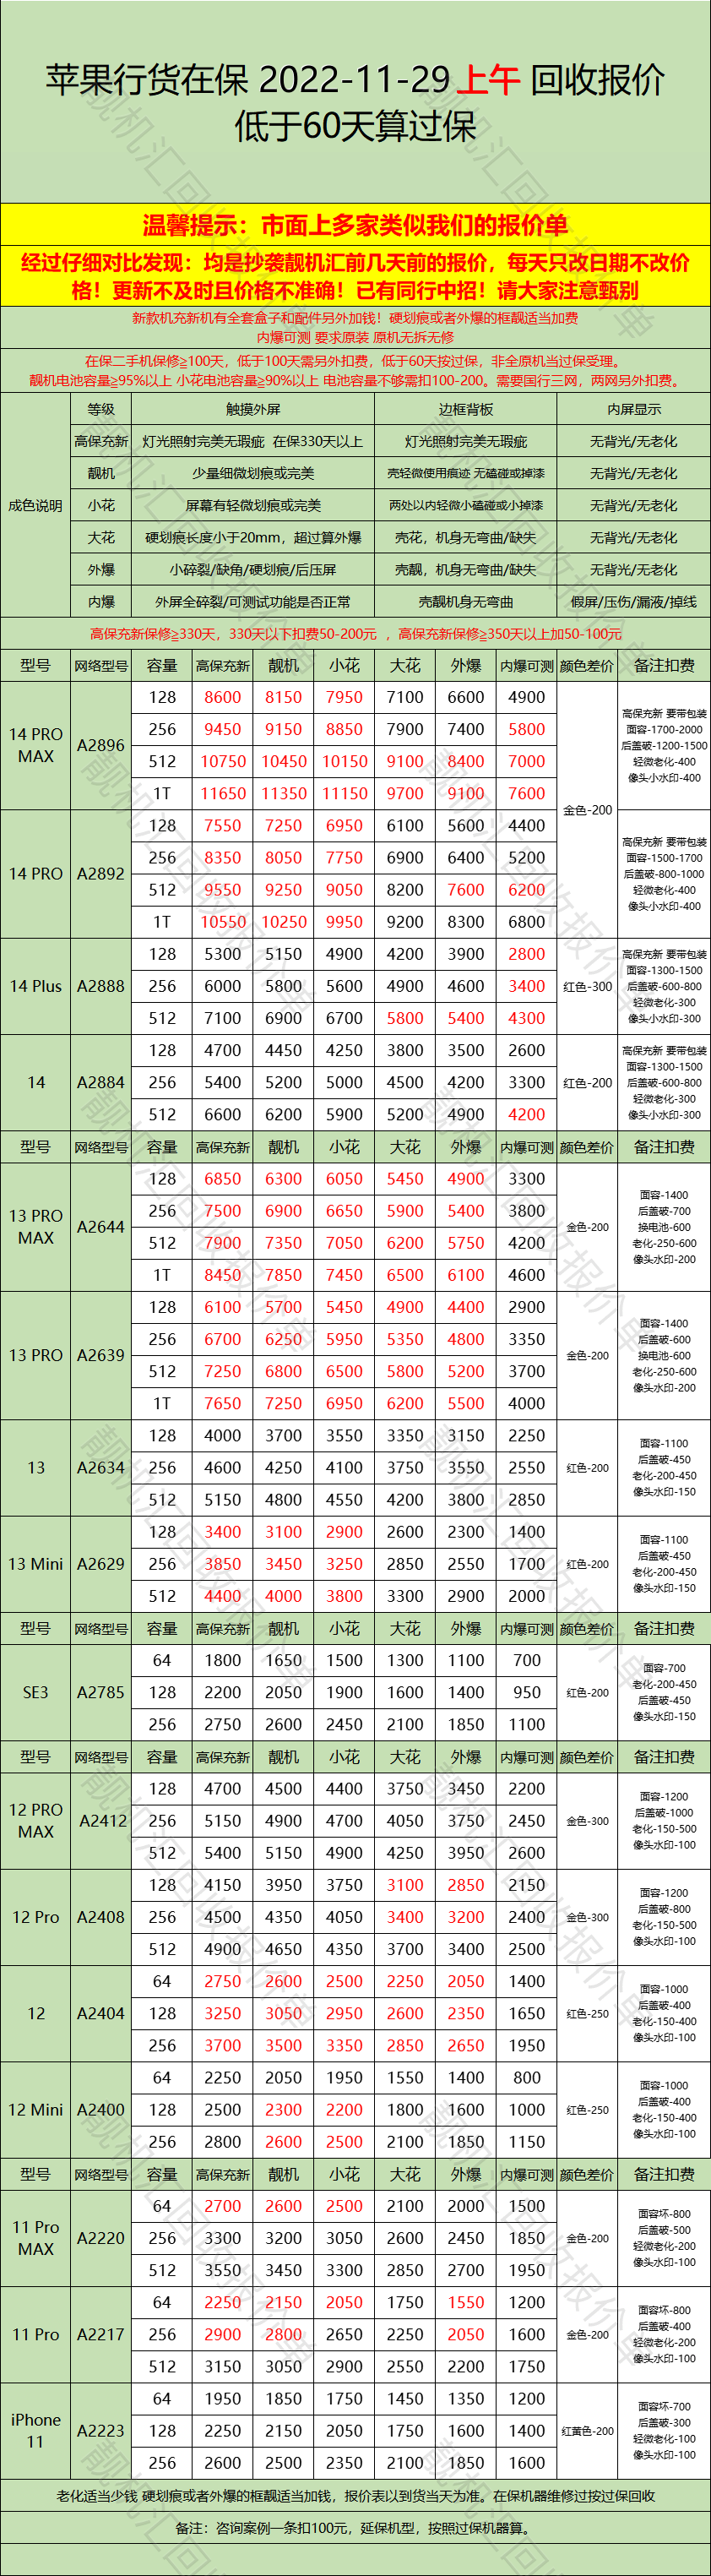 苹果行货在保 2022-11-29上午 回收报价
低于60天算过保
温馨提示：市面上多家类似我们的报价单
经过仔细对比发现：均是抄袭靓机汇前几天前的报价，每天只改日期不改价
格！更新不及时且价格不准确！已有同行中招！请大家注意甄别
新款机充新机有全套盒子和配件另外加钱！硬划痕或者外爆的框靓适当加费
内爆可测 要求原装 原机无拆无修
在保二手机保修≧100天，低于100天需另外扣费，低于60天按过保，非全原机当过保受理。
靓机电池容量≧95%以上 小花电池容量≧90%以上 电池容量不够需扣100-200。需要国行三网，两网另外扣费。
成色说明
等级 触摸外屏 边框背板 内屏显示
高保充新 灯光照射完美无瑕疵 在保330天以上 灯光照射完美无瑕疵 无背光/无老化
靓机 少量细微划痕或完美 壳轻微使用痕迹 无磕碰或掉漆 无背光/无老化
小花 屏幕有轻微划痕或完美 两处以内轻微小磕碰或小掉漆 无背光/无老化
大花 硬划痕长度小于20mm，超过算外爆 壳花，机身无弯曲/缺失 无背光/无老化
外爆 小碎裂/缺角/硬划痕/后压屏 壳靓，机身无弯曲/缺失 无背光/无老化
内爆 外屏全碎裂/可测试功能是否正常 壳靓机身无弯曲 假屏/压伤/漏液/掉线
高保充新保修≧330天，330天以下扣费50-200元 ，高保充新保修≧350天以上加50-100元
型号 网络型号 容量 高保充新 靓机 小花 大花 外爆 内爆可测 颜色差价 备注扣费
14 PRO
MAX
A2896
128 8600 8150 7950 7100 6600 4900
256 9450 9150 8850 7900 7400 5800
512 10750 10450 10150 9100 8400 7000
1T 11650 11350 11150 9700 9100 7600
金色-200
高保充新 要带包装
面容-1700-2000
后盖破-1200-1500
轻微老化-400
像头小水印-400
14 PRO
A2892
128 7550 7250 6950 6100 5600 4400
256 8350 8050 7750 6900 6400 5200
512 9550 9250 9050 8200 7600 6200
1T 10550 10250 9950 9200 8300 6800
高保充新 要带包装
面容-1500-1700
后盖破-800-1000
轻微老化-400
像头小水印-400
14 Plus
A2888
128 5300 5150 4900 4200 3900 2800
256 6000 5800 5600 4900 4600 3400
512 7100 6900 6700 5800 5400 4300
红色-300
高保充新 要带包装
面容-1300-1500
后盖破-600-800
轻微老化-300
像头小水印-300
14
A2884
128 4700 4450 4250 3800 3500 2600
256 5400 5200 5000 4500 4200 3300
512 6600 6200 5900 5200 4900 4200
红色-200
高保充新 要带包装
面容-1300-1500
后盖破-600-800
轻微老化-300
像头小水印-300
型号 网络型号 容量 高保充新 靓机 小花 大花 外爆 内爆可测 颜色差价 备注扣费
13 PRO
MAX
A2644
128 6850 6300 6050 5450 4900 3300
256 7500 6900 6650 5900 5400 3800
512 7900 7350 7050 6200 5750 4200
1T 8450 7850 7450 6500 6100 4600
金色-200
面容-1400
后盖破-700
换电池-600
老化-250-600
像头水印-200
13 PRO
A2639
128 6100 5700 5450 4900 4400 2900
256 6700 6250 5950 5350 4800 3350
512 7250 6800 6500 5800 5200 3700
1T 7650 7250 6950 6200 5500 4000
金色-200
面容-1400
后盖破-600
换电池-600
老化-250-600
像头水印-200
13
A2634
128 4000 3700 3550 3350 3150 2250
256 4600 4250 4100 3750 3550 2550
512 5150 4800 4550 4200 3800 2850
红色-200
面容-1100
后盖破-450
老化-200-450
像头水印-150
13 Mini
A2629
128 3400 3100 2900 2600 2300 1400
256 3850 3450 3250 2850 2550 1700
512 4400 4000 3800 3300 2900 2000
红色-200
面容-1100
后盖破-450
老化-200-450
像头水印-150
型号 网络型号 容量 高保充新 靓机 小花 大花 外爆 内爆可测 颜色差价 备注扣费
SE3
A2785
64 1800 1650 1500 1300 1100 700
128 2200 2050 1900 1600 1400 950
256 2750 2600 2450 2100 1850 1100
红色-200
面容-700
老化-200-450
后盖破-450
像头水印-150
型号 网络型号 容量 高保充新 靓机 小花 大花 外爆 内爆可测 颜色差价 备注扣费
12 PRO
MAX
A2412
128 4700 4500 4400 3750 3450 2200
256 5150 4900 4700 4050 3750 2450
512 5400 5150 4900 4250 3950 2600
金色-300
面容-1200
后盖破-1000
老化-150-500
像头水印-100
12 Pro
A2408
128 4150 3950 3750 3100 2850 2150
256 4500 4350 4050 3400 3200 2400
512 4900 4650 4350 3700 3400 2500
金色-300
面容-1200
后盖破-800
老化-150-500
像头水印-100
12
A2404
64 2750 2600 2500 2250 2050 1400
128 3250 3050 2950 2600 2350 1650
256 3700 3500 3350 2850 2650 1950
红色-250
面容-1000
后盖破-400
老化-150-400
像头水印-100
12 Mini
A2400
64 2250 2050 1950 1550 1400 800
128 2500 2300 2200 1800 1600 1000
256 2800 2600 2500 2100 1850 1150
红色-250
面容-1000
后盖破-400
老化-150-400
像头水印-100
型号 网络型号 容量 高保充新 靓机 小花 大花 外爆 内爆可测 颜色差价 备注扣费
11 Pro
MAX
A2220
64 2700 2600 2500 2100 2000 1500
256 3300 3200 3050 2600 2450 1850
512 3550 3450 3300 2850 2700 1950
金色-200
面容坏-800
后盖破-500
轻微老化-200
像头水印-100
11 Pro
A2217
64 2250 2150 2050 1750 1550 1200
256 2900 2800 2650 2250 2050 1600
512 3150 3050 2900 2550 2200 1750
金色-200
面容坏-800
后盖破-400
轻微老化-200
像头水印-100
iPhone
11
A2223
64 1950 1850 1750 1450 1350 1200
128 2250 2150 2050 1750 1600 1400
256 2600 2500 2350 2100 1850 1600
红黄色-200
面容坏-700
后盖破-300
轻微老化-100
像头水印-100
老化适当少钱 硬划痕或者外爆的框靓适当加钱，报价表以到货当天为准。在保机器维修过按过保回收
备注：咨询案例一条扣100元，延保机型，按照过保机器算。
靓机汇回收报价单